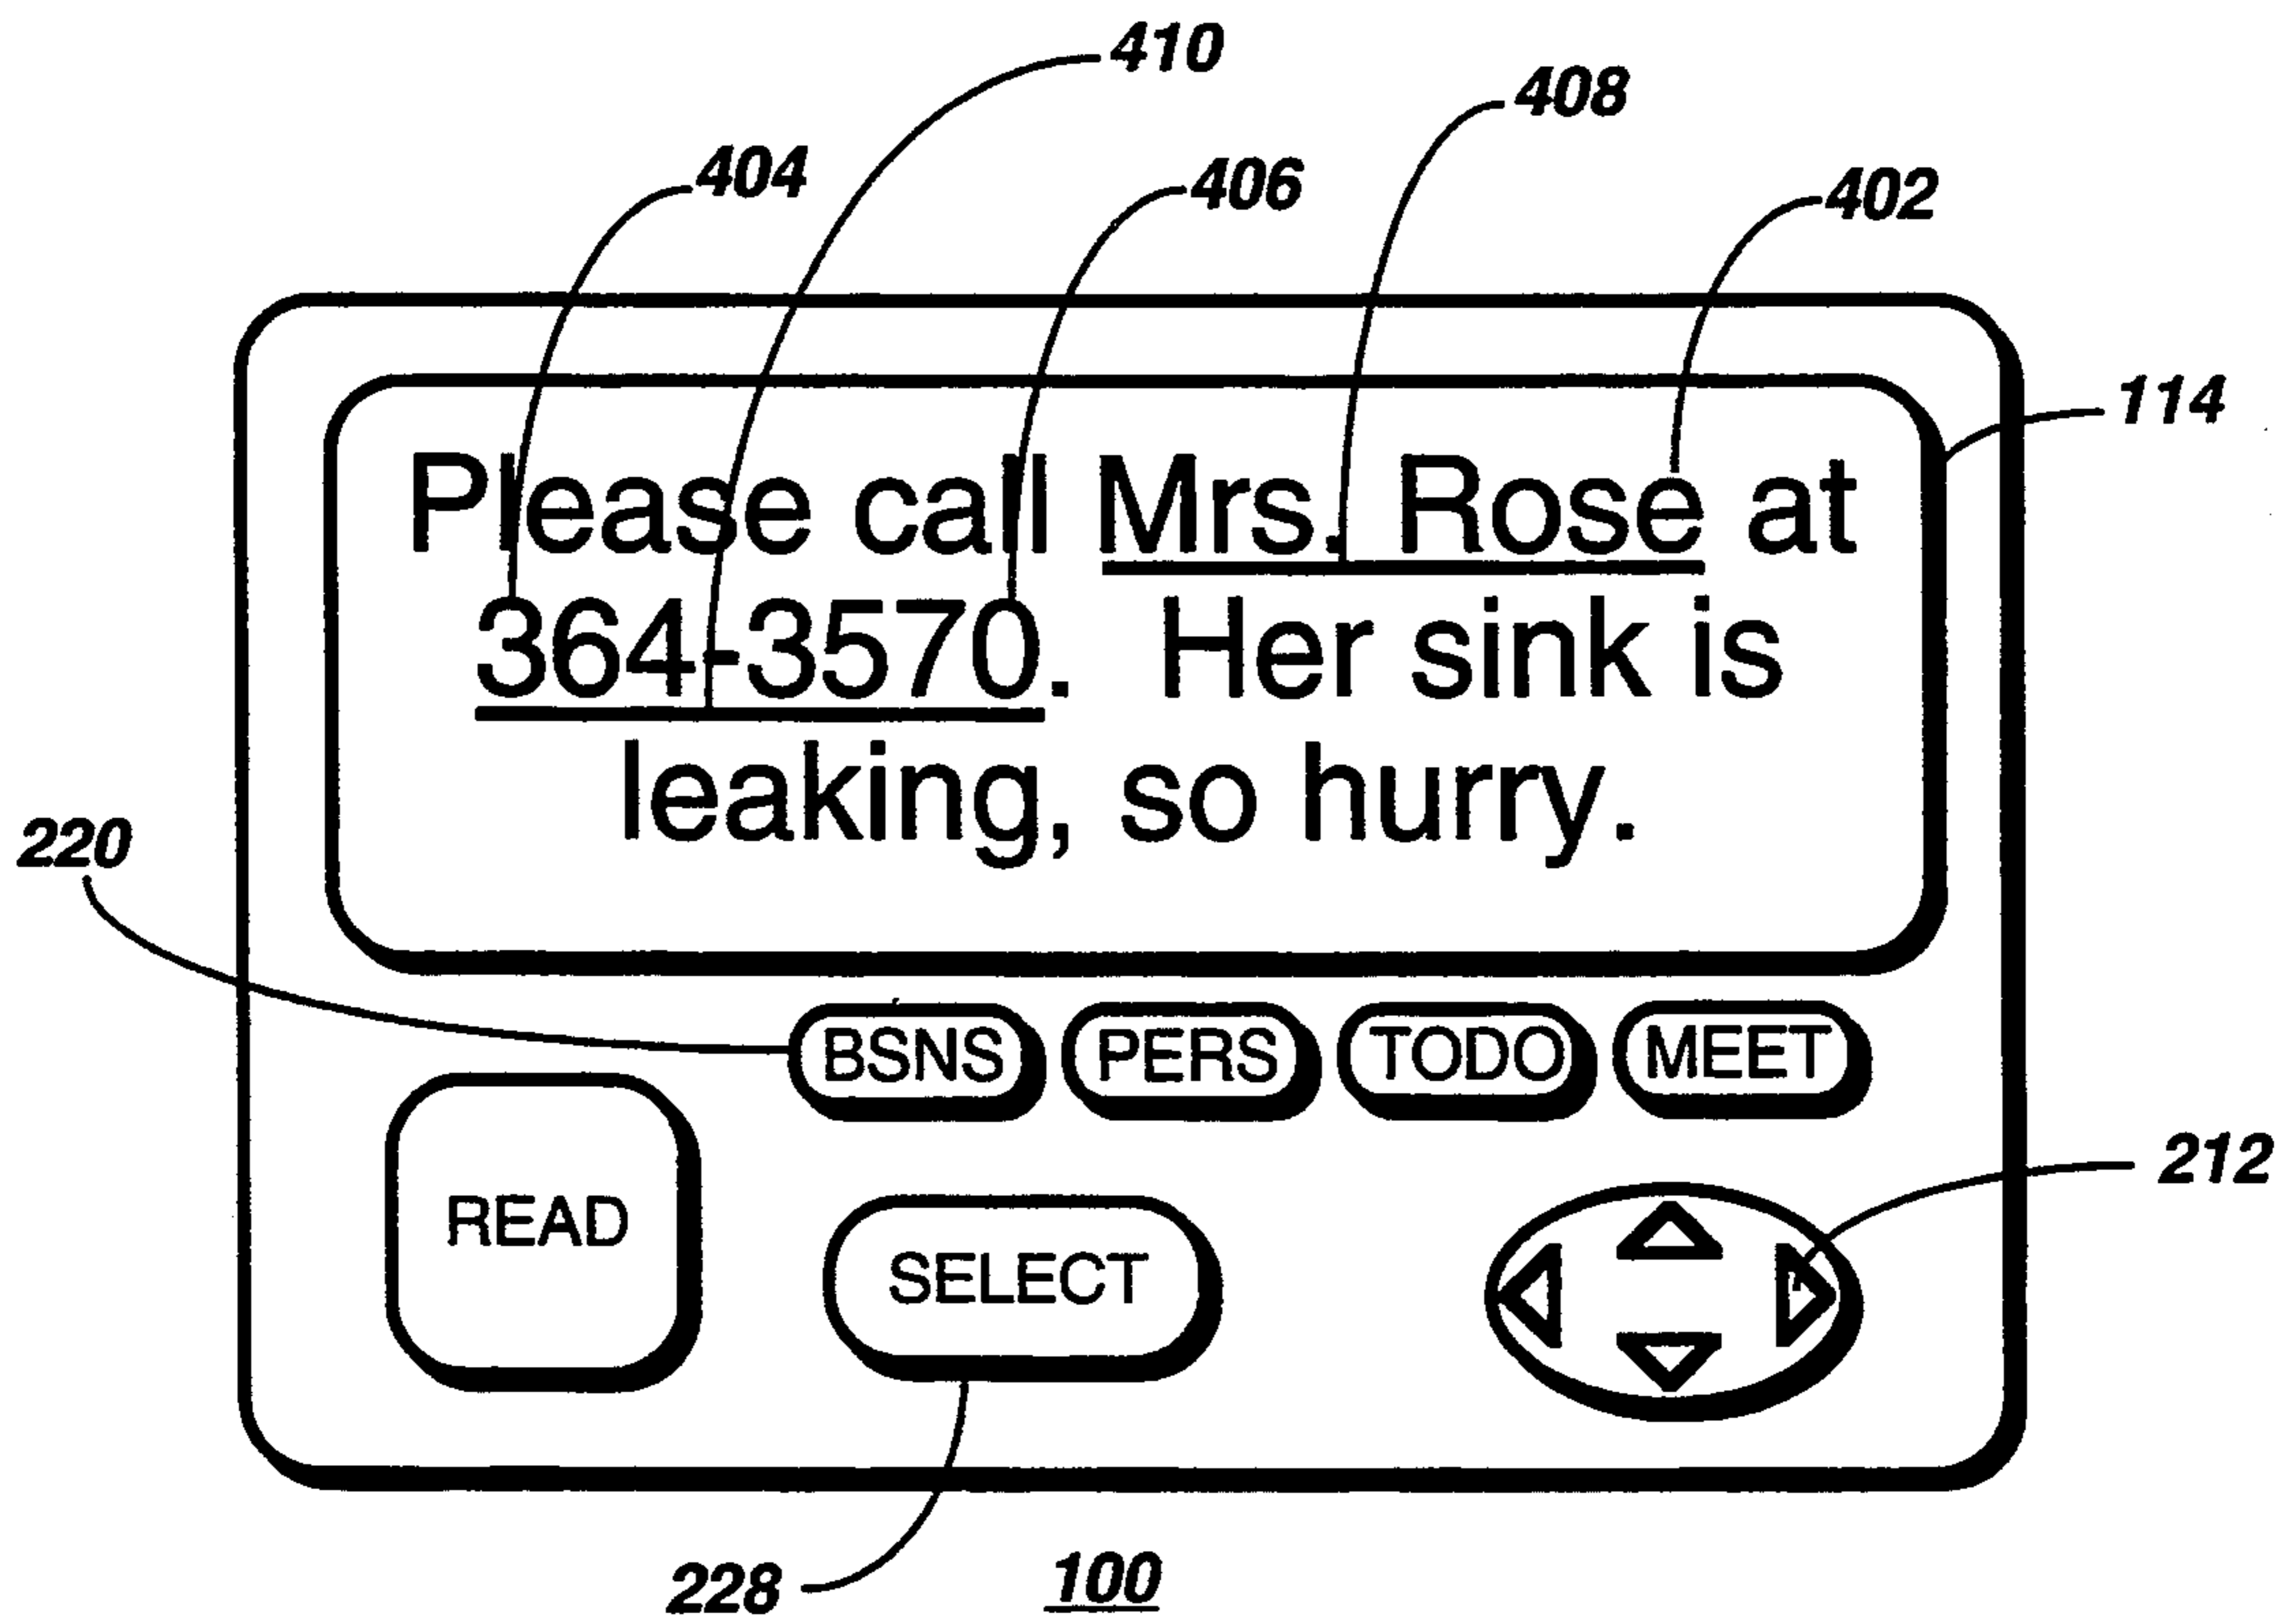 410
408
404
406
402
114
Please call Mrs. Rose at
364-3570. Her sink is
leaking, so hurry.
220
BSNS PERS TODO MEET
212
READ
SELECT
228
100